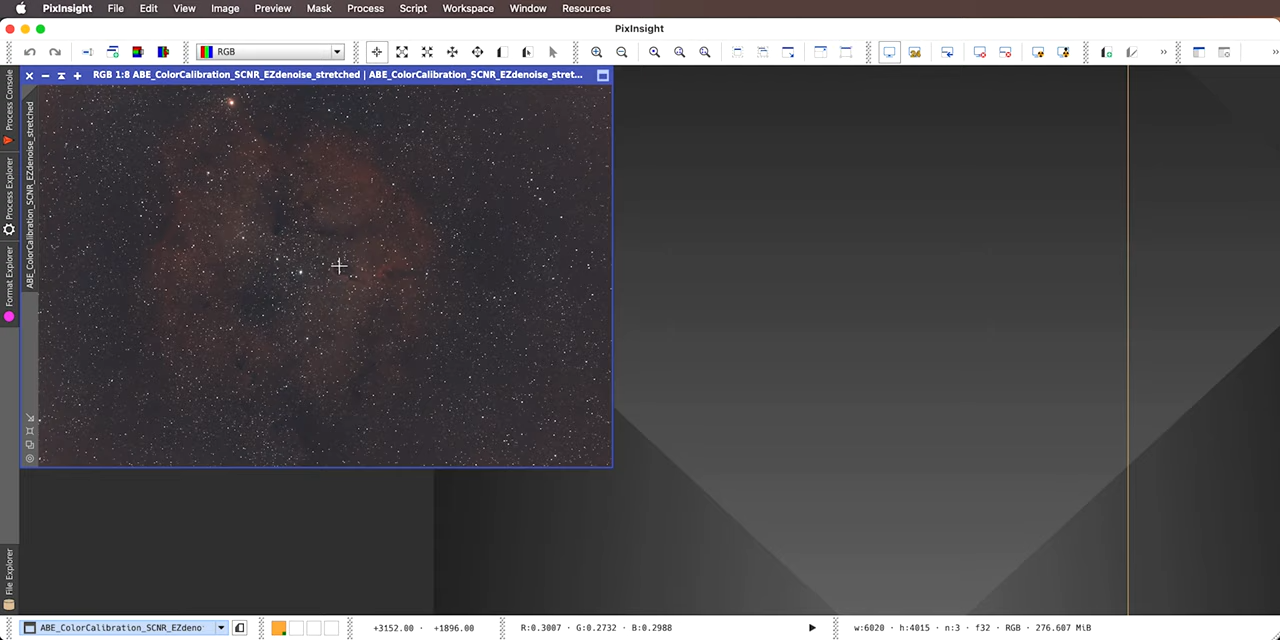 PixInsight File Edit View Image Preview Mask Process Script Workspace Window Resources
PixInsight
RGB
RGB 1:8 ABE_ColorCalibration_SCNR_EZdenoise_stretched | ABE_ColorCalibration_SCNR_EZdenoise_stret...
ABE_ColorCalibration_SCNR_EZdenoise_stretched
Process Console
Process Explorer
Format Explorer
File Explorer
ABE_ColorCalibration_SCNR_EZdeno
+3152.00 · +1896.00
R:0.3007 · G:0.2732 · B:0.2988
w:6020 · h:4015 · n:3 · f32 · RGB · 276.607 MiB